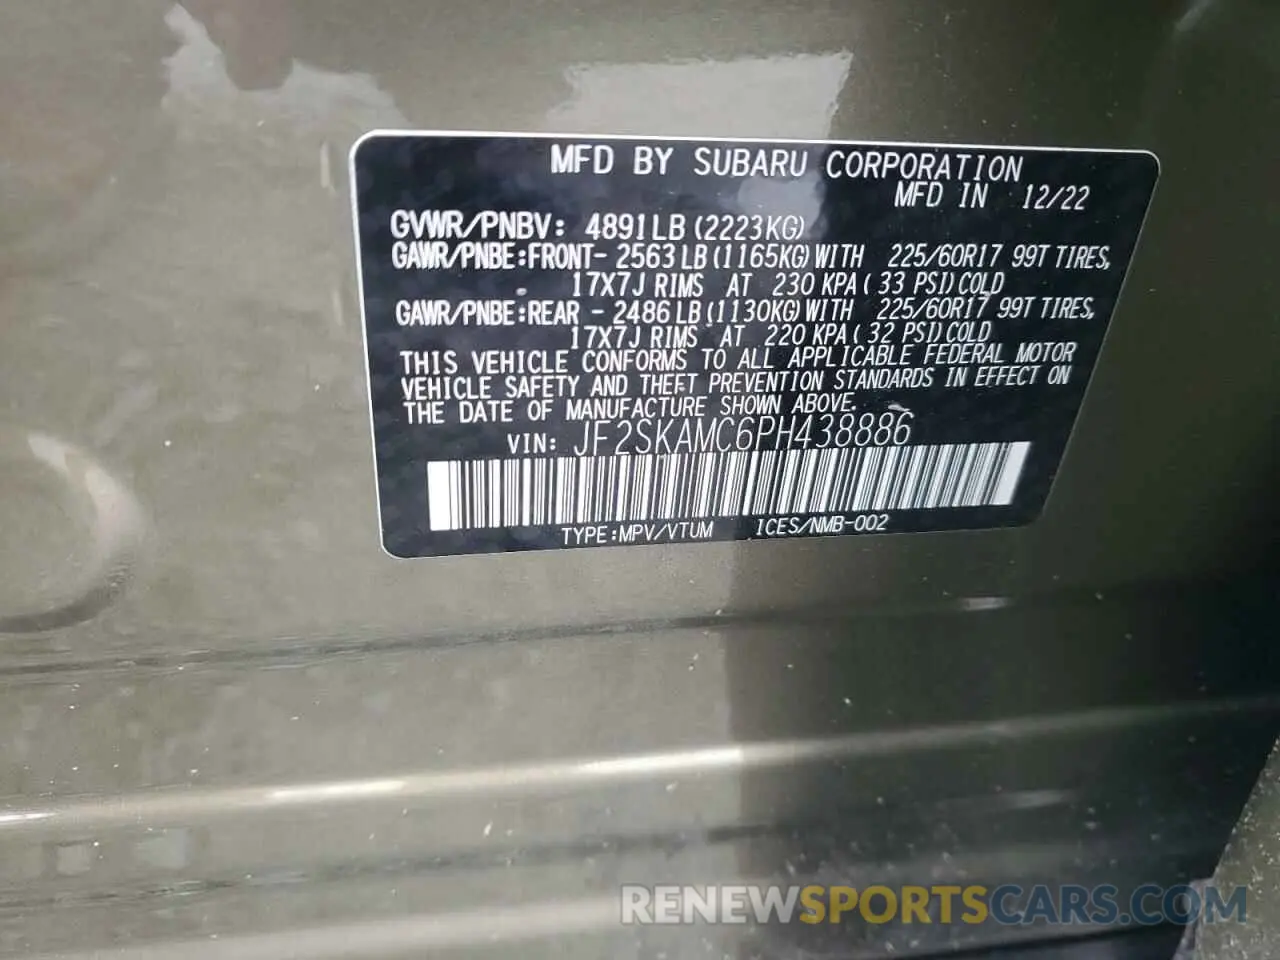 MFD BY SUBARU CORPORATION
MFD IN 12/22
GVWR/PNBV: 4891LB (2223KG)
GAWR/PNBE:FRONT- 2563LB(1165KG)WITH 225/60R17 99T TIRES,
17X7J RIMS AT 230 KPA( 33 PSI)COLD
GAWR/PNBE:REAR - 2486LB(1130KG)WITH 225/60R17 99T TIRES,
17X7J RIMS AT 220 KPA( 32 PSI)COLD
THIS VEHICLE CONFORMS TO ALL APPLICABLE FEDERAL MOTOR
VEHICLE SAFETY AND THEFT PREVENTION STANDARDS IN EFFECT ON
THE DATE OF MANUFACTURE SHOWN ABOVE.
VIN: JF2SKAMC6PH438886
TYPE:MPV/VTUM ICES/NMB-002
RENEWSPORTSCARS.COM